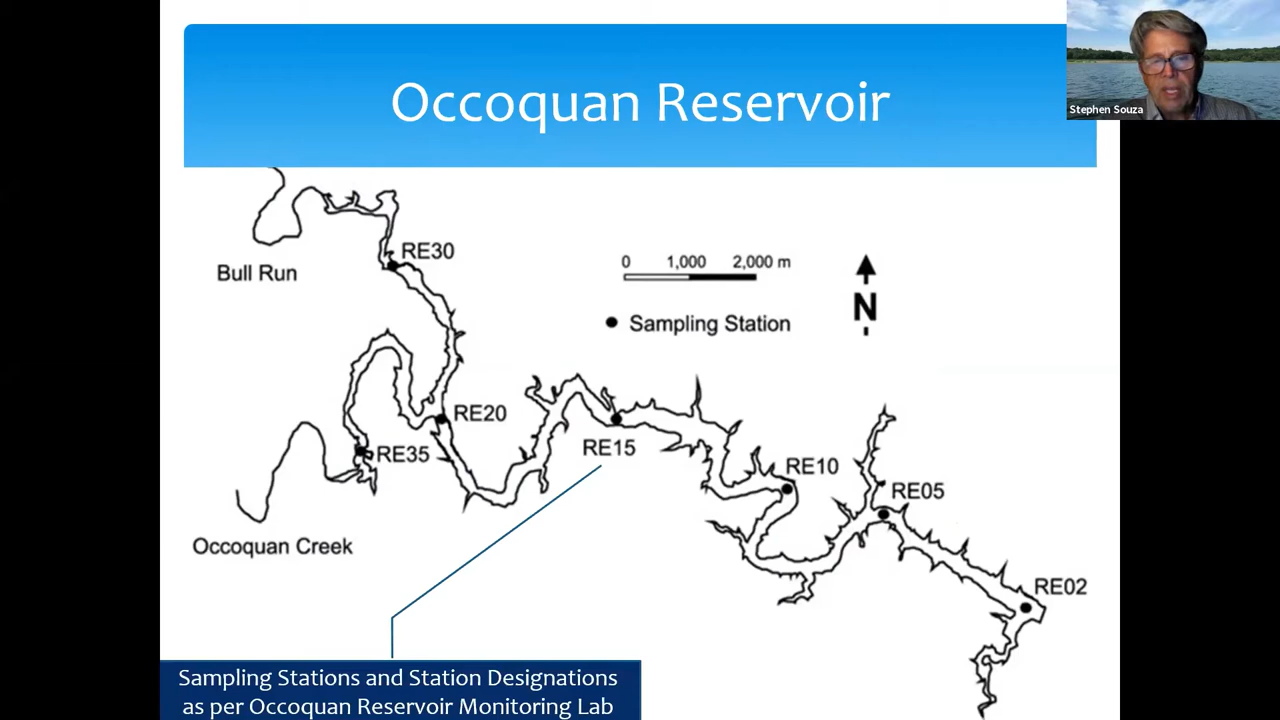 Occoquan Reservoir
Stephen Souza
RE30
Bull Run
0 1,000 2,000 m
N
Sampling Station
RE20
RE15
RE35
RE10
RE05
Occoquan Creek
RE02
Sampling Stations and Station Designations
as per Occoquan Reservoir Monitoring Lab